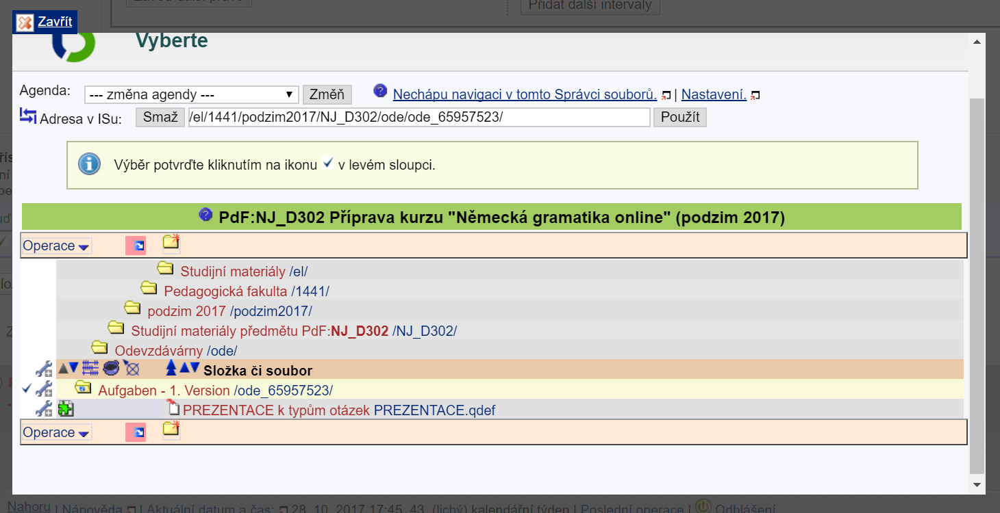 Přidat další intervaly
Zavřít
Vyberte
Agenda: --- změna agendy --- Změň Nechápu navigaci v tomto Správci souborů. | Nastavení.
Adresa v ISu: Smaž /el/1441/podzim2017/NJ_D302/ode/ode_65957523/ Použít
Výběr potvrďte kliknutím na ikonu v levém sloupci.
PdF:NJ_D302 Příprava kurzu "Německá gramatika online" (podzim 2017)
Operace
Studijní materiály /el/
Pedagogická fakulta /1441/
podzim 2017 /podzim2017/
Studijní materiály předmětu PdF:NJ_D302 /NJ_D302/
Odevzdávárny /ode/
Složka či soubor
Aufgaben - 1. Version /ode_65957523/
PREZENTACE k typům otázek PREZENTACE.qdef
Operace
Nahoru | Nápověda | Aktuální datum a čas: 28. 10. 2017 17:45, 43. (lichý) kalendářní týden | Poslední operace | Odhlášení